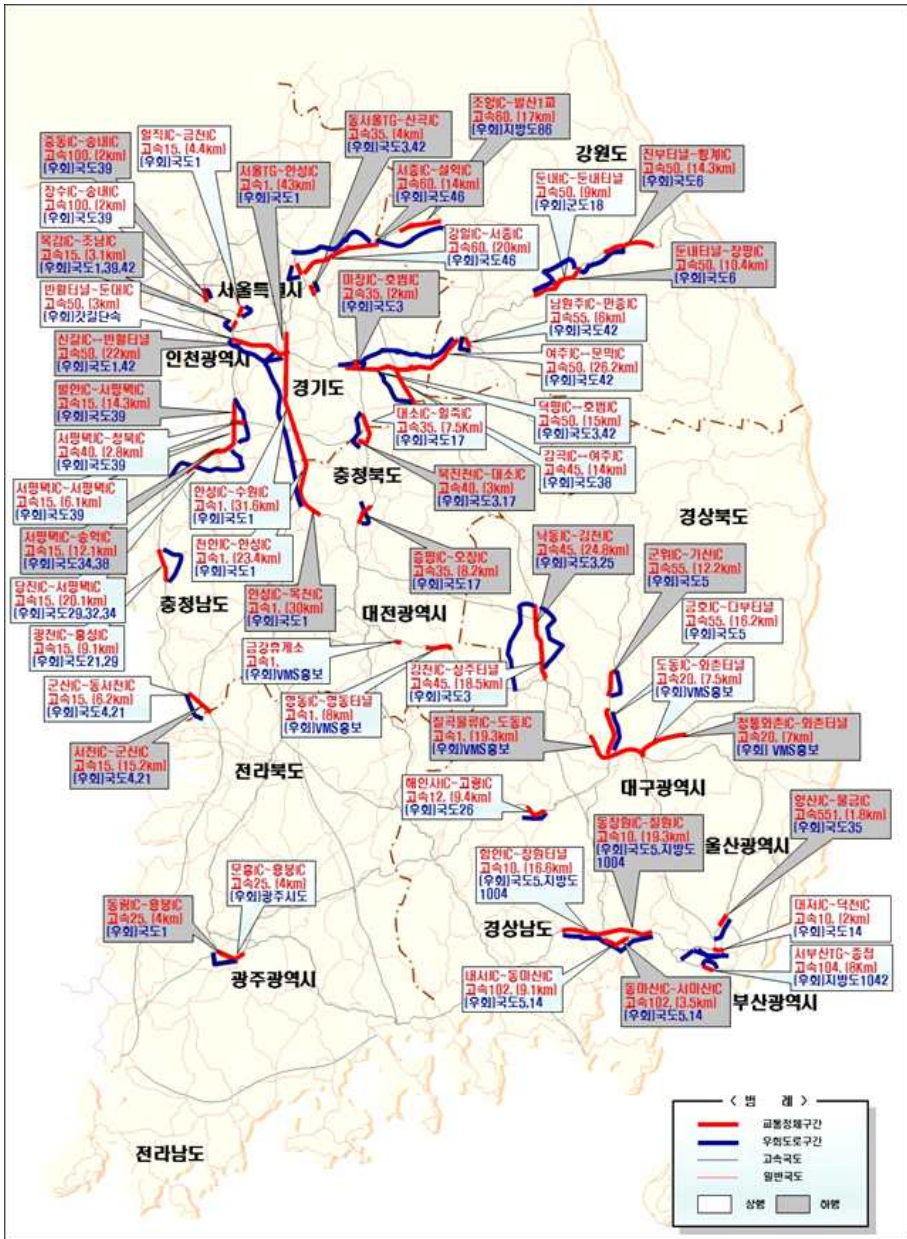 중동IC~송내IC
고속100. (2km)
(우회)국도39
일직IC~금천IC
고속15. (4.4km)
(우회)국도1
동서울TG~산곡IC
고속35. (4km)
(우회)국도3,42
조항IC~발산1교
고속60. (17km)
(우회)지방도86
강원도
진부터널~횡계IC
고속50. (14.3km)
(우회)국도6
장수IC~송내IC
고속100. (2km)
(우회)국도39
서울TG~안성IC
고속1. (43km)
(우회)국도1
서종IC~설악IC
고속60. (14km)
(우회)국도46
둔내IC~둔내터널
고속50. (9km)
(우회)군도18
목감IC~조남IC
고속15. (3.1km)
(우회)국도1,39,42
강일IC~서종IC
고속60. (20km)
(우회)국도46
둔내터널~장평IC
고속50. (10.4km)
(우회)국도6
서울특별시
반월터널~둔대IC
고속50. (3km)
(우회)갓길단속
마장IC~호법IC
고속35. (2km)
(우회)국도3
남원주IC~만종IC
고속55. (6km)
(우회)국도42
신갈IC↔반월터널
고속50. (22km)
(우회)국도1,42
인천광역시
경기도
여주IC↔문막IC
고속50. (26.2km)
(우회)국도42
발안IC~서평택IC
고속15. (14.3km)
(우회)국도39
대소IC~일죽IC
고속35. (7.5Km)
(우회)국도17
덕평IC↔호법IC
고속50. (15km)
(우회)국도3,42
서평택IC~청북IC
고속40. (2.8km)
(우회)국도39
충청북도
북진천IC~대소IC
고속40. (3km)
(우회)국도3,17
감곡IC↔여주IC
고속45. (14km)
(우회)국도38
서평택IC~서평택IC
고속15. (6.1km)
(우회)국도39
안성IC~수원IC
고속1. (31.6km)
(우회)국도1
경상북도
서평택IC~송악IC
고속15. (12.1km)
(우회)국도34,38
천안IC~안성IC
고속1. (23.4km)
(우회)국도1
증평IC~오창IC
고속35. (8.2km)
(우회)국도17
낙동IC~김천IC
고속45. (24.8km)
(우회)국도3,25
군위IC~가산IC
고속55. (12.2km)
(우회)국도5
당진IC~서평택IC
고속15. (20.1km)
(우회)국도29,32,34
충청남도
안성IC~목천IC
고속1. (30km)
(우회)국도1
대전광역시
금호IC~다부터널
고속55. (16.2km)
(우회)국도5
광천IC~홍성IC
고속15. (9.1km)
(우회)국도21,29
금강휴게소
고속1.
(우회)VMS홍보
김천IC~상주터널
고속45. (18.5km)
(우회)국도3
도동IC~와촌터널
고속20. (7.5km)
(우회)VMS홍보
군산IC~동서천IC
고속15. (6.2km)
(우회)국도4,21
영동IC~영동터널
고속1. (8km)
(우회)VMS홍보
칠곡물류IC~도동IC
고속1. (19.3km)
(우회)VMS홍보
청통와촌IC~와촌터널
고속20. (7km)
(우회) VMS홍보
서천IC~군산IC
고속15. (15.2km)
(우회)국도4,21
전라북도
해인사IC~고령IC
고속12. (9.4km)
(우회)국도26
대구광역시
양산IC~물금IC
고속551. (1.8km)
(우회)국도35
동창원IC~칠원IC
고속10. (19.3km)
(우회)국도5,지방도
1004
울산광역시
함안IC~창원터널
고속10. (16.6km)
(우회)국도5,지방도
1004
문흥IC~용봉IC
고속25. (4km)
(우회)광주시도
동림IC~용봉IC
고속25. (4km)
(우회)국도1
경상남도
대저IC~덕천IC
고속10. (2km)
(우회)국도14
광주광역시
내서IC~동마산IC
고속102. (9.1km)
(우회)국도5,14
동마산IC~서마산IC
고속102. (3.5km)
(우회)국도5,14
서부산TG~종점
고속104. (8Km)
(우회)지방도1042
부산광역시
전라남도
< 범 례 >
교통정체구간
우회도로구간
고속국도
일반국도
상행
하행